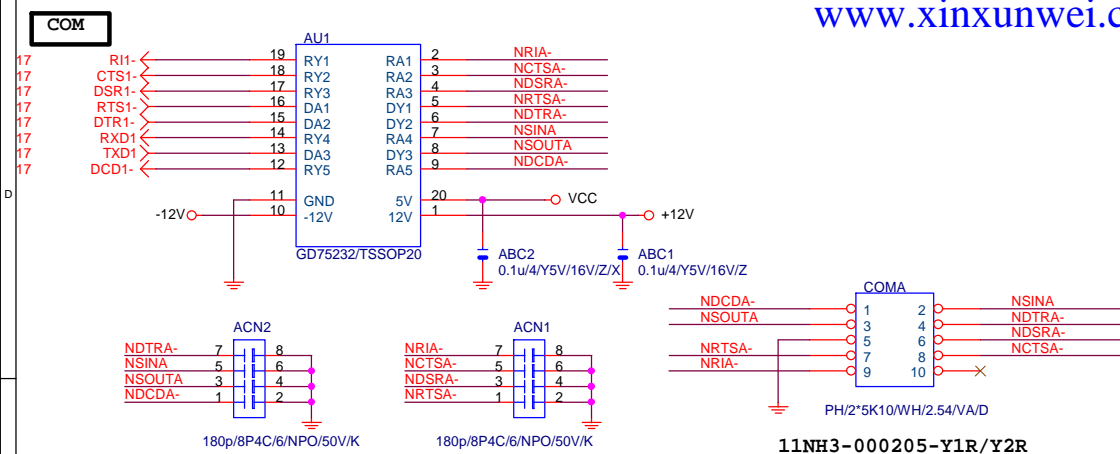 www.xinxunwei.c
COM
AU1
17 RI1- 19 RY1 RA1 2 NRIA-
17 CTS1- 18 RY2 RA2 3 NCTSA-
17 DSR1- 17 RY3 RA3 4 NDSRA-
17 RTS1- 16 DA1 DY1 5 NRTSA-
17 DTR1- 15 DA2 DY2 6 NDTRA-
17 RXD1 14 RY4 RA4 7 NSINA
17 TXD1 13 DA3 DY3 8 NSOUTA
17 DCD1- 12 RY5 RA5 9 NDCDA-
D
11 GND 5V 20 VCC
-12V 10 -12V 12V 1 +12V
GD75232/TSSOP20
ABC2
0.1u/4/Y5V/16V/Z/X
ABC1
0.1u/4/Y5V/16V/Z
ACN2
NDTRA- 7 8
NSINA 5 6
NSOUTA 3 4
NDCDA- 1 2
180p/8P4C/6/NPO/50V/K
ACN1
NRIA- 7 8
NCTSA- 5 6
NDSRA- 3 4
NRTSA- 1 2
180p/8P4C/6/NPO/50V/K
COMA
NDCDA- 1 2 NSINA
NSOUTA 3 4 NDTRA-
5 6 NDSRA-
NRTSA- 7 8 NCTSA-
NRIA- 9 10
PH/2*5K10/WH/2.54/VA/D
11NH3-000205-Y1R/Y2R